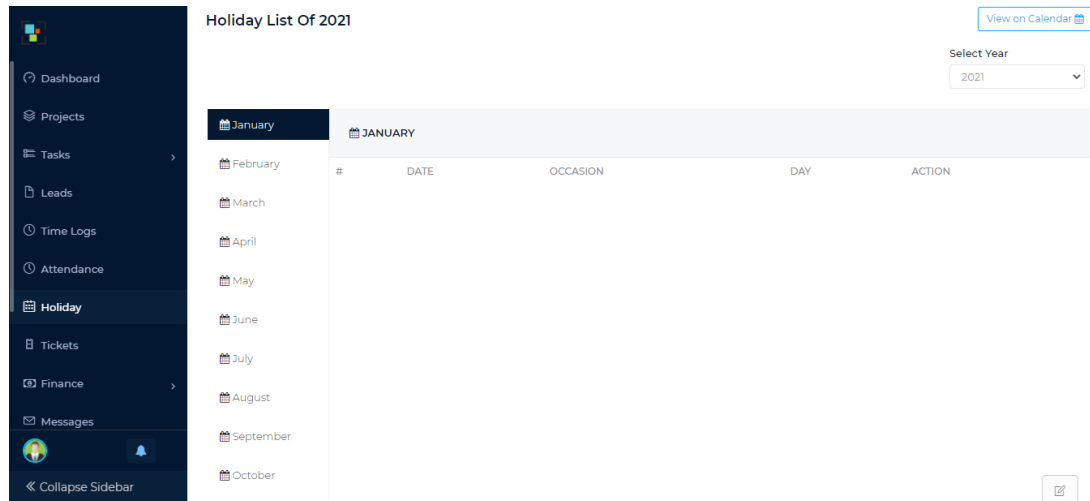 Holiday List Of 2021
View on Calendar
Select Year
2021
Dashboard
Projects
Tasks
Leads
Time Logs
Attendance
Holiday
Tickets
Finance
Messages
Collapse Sidebar
January
February
March
April
May
June
July
August
September
October
JANUARY
# DATE OCCASION DAY ACTION